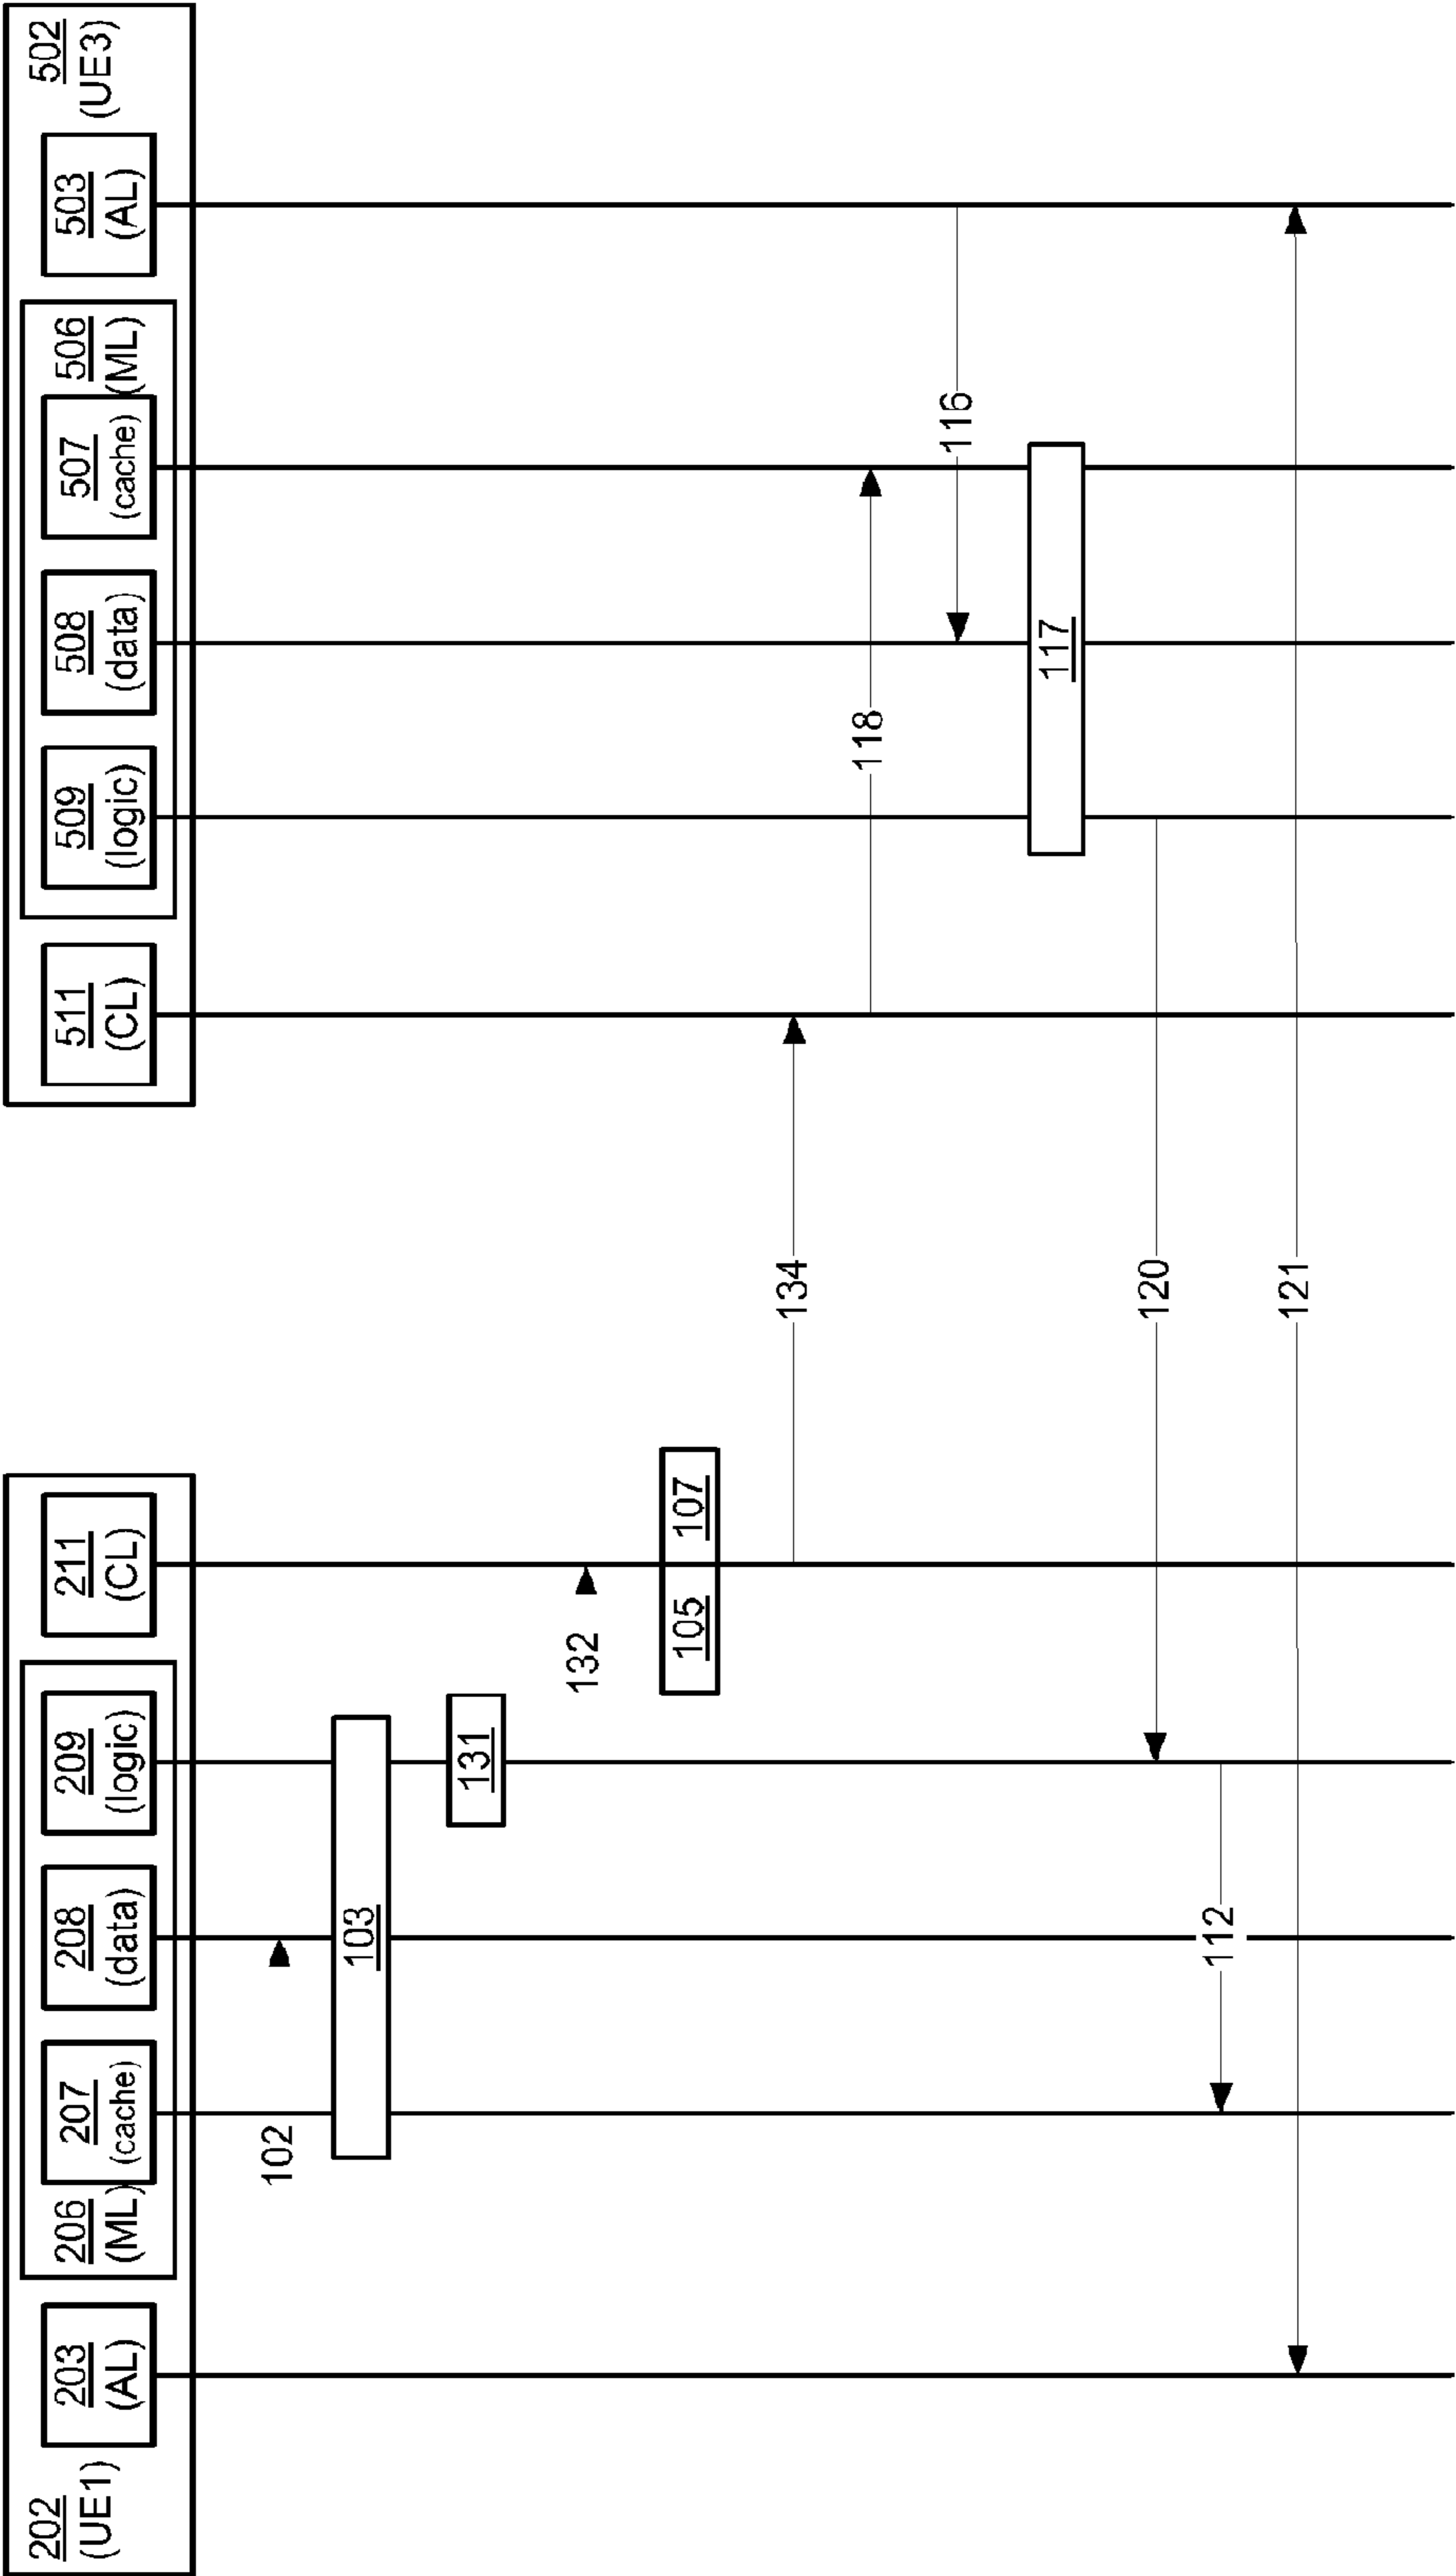 202
(UE1)
203
(AL)
206
(ML)
207
(cache)
208
(data)
209
(logic)
211
(CL)
511
(CL)
509
(logic)
508
(data)
507
(cache)
506
(ML)
503
(AL)
502
(UE3)
102
103
131
132
105 107
134
118
116
117
120
112
121